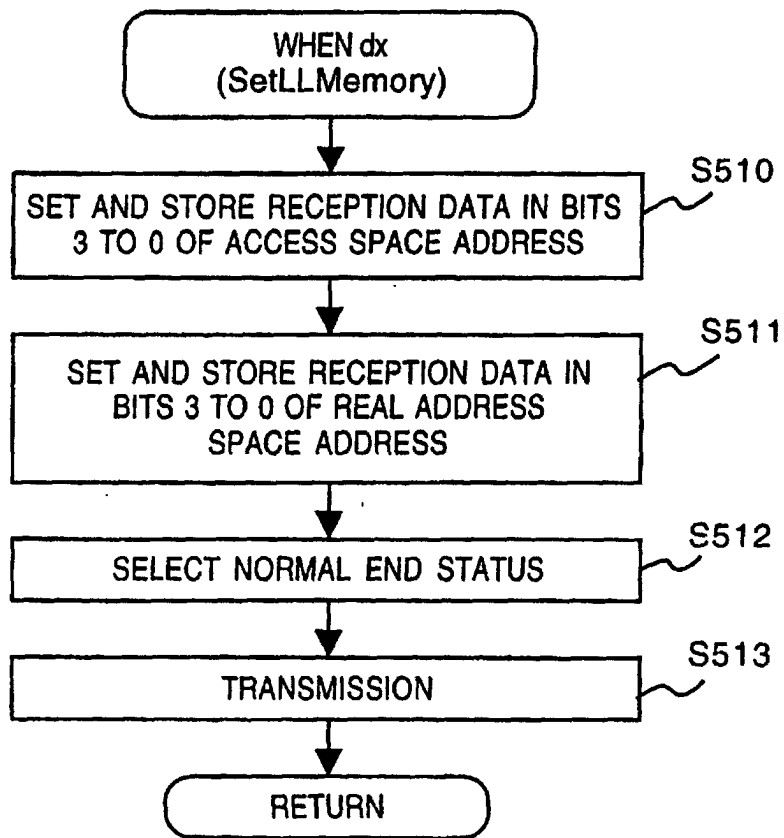 WHEN dx
(SetLLMemory)
S510
SET AND STORE RECEPTION DATA IN BITS
3 TO 0 OF ACCESS SPACE ADDRESS
S511
SET AND STORE RECEPTION DATA IN
BITS 3 TO 0 OF REAL ADDRESS
SPACE ADDRESS
S512
SELECT NORMAL END STATUS
S513
TRANSMISSION
RETURN